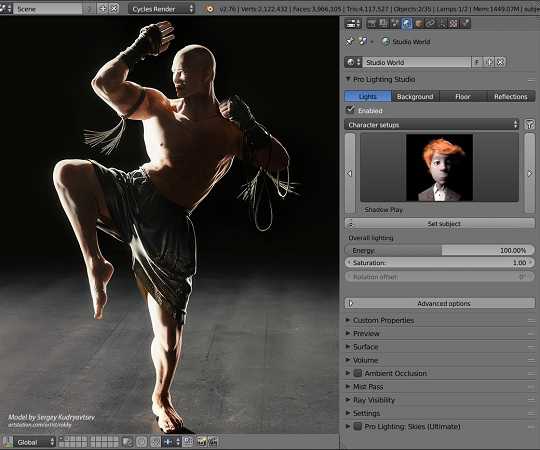 Scene
2
Cycles Render
v2.76 | Verts:2,122,432 | Faces:3,966,105 | Tris:4,117,527 | Objects:2/35 | Lamps:1/2 | Mem:1449.07M | subje
Studio World
Studio World
F
Pro Lighting Studio
Lights
Background
Floor
Reflections
Enabled
Character setups
Shadow Play
Set subject
Overall lighting
Energy: 100.00%
Saturation: 1.00
Rotation offset: 0°
Advanced options
Custom Properties
Preview
Surface
Volume
Ambient Occlusion
Mist Pass
Ray Visibility
Settings
Pro Lighting: Skies (Ultimate)
Model by Sergey Kudryavtsev
Global